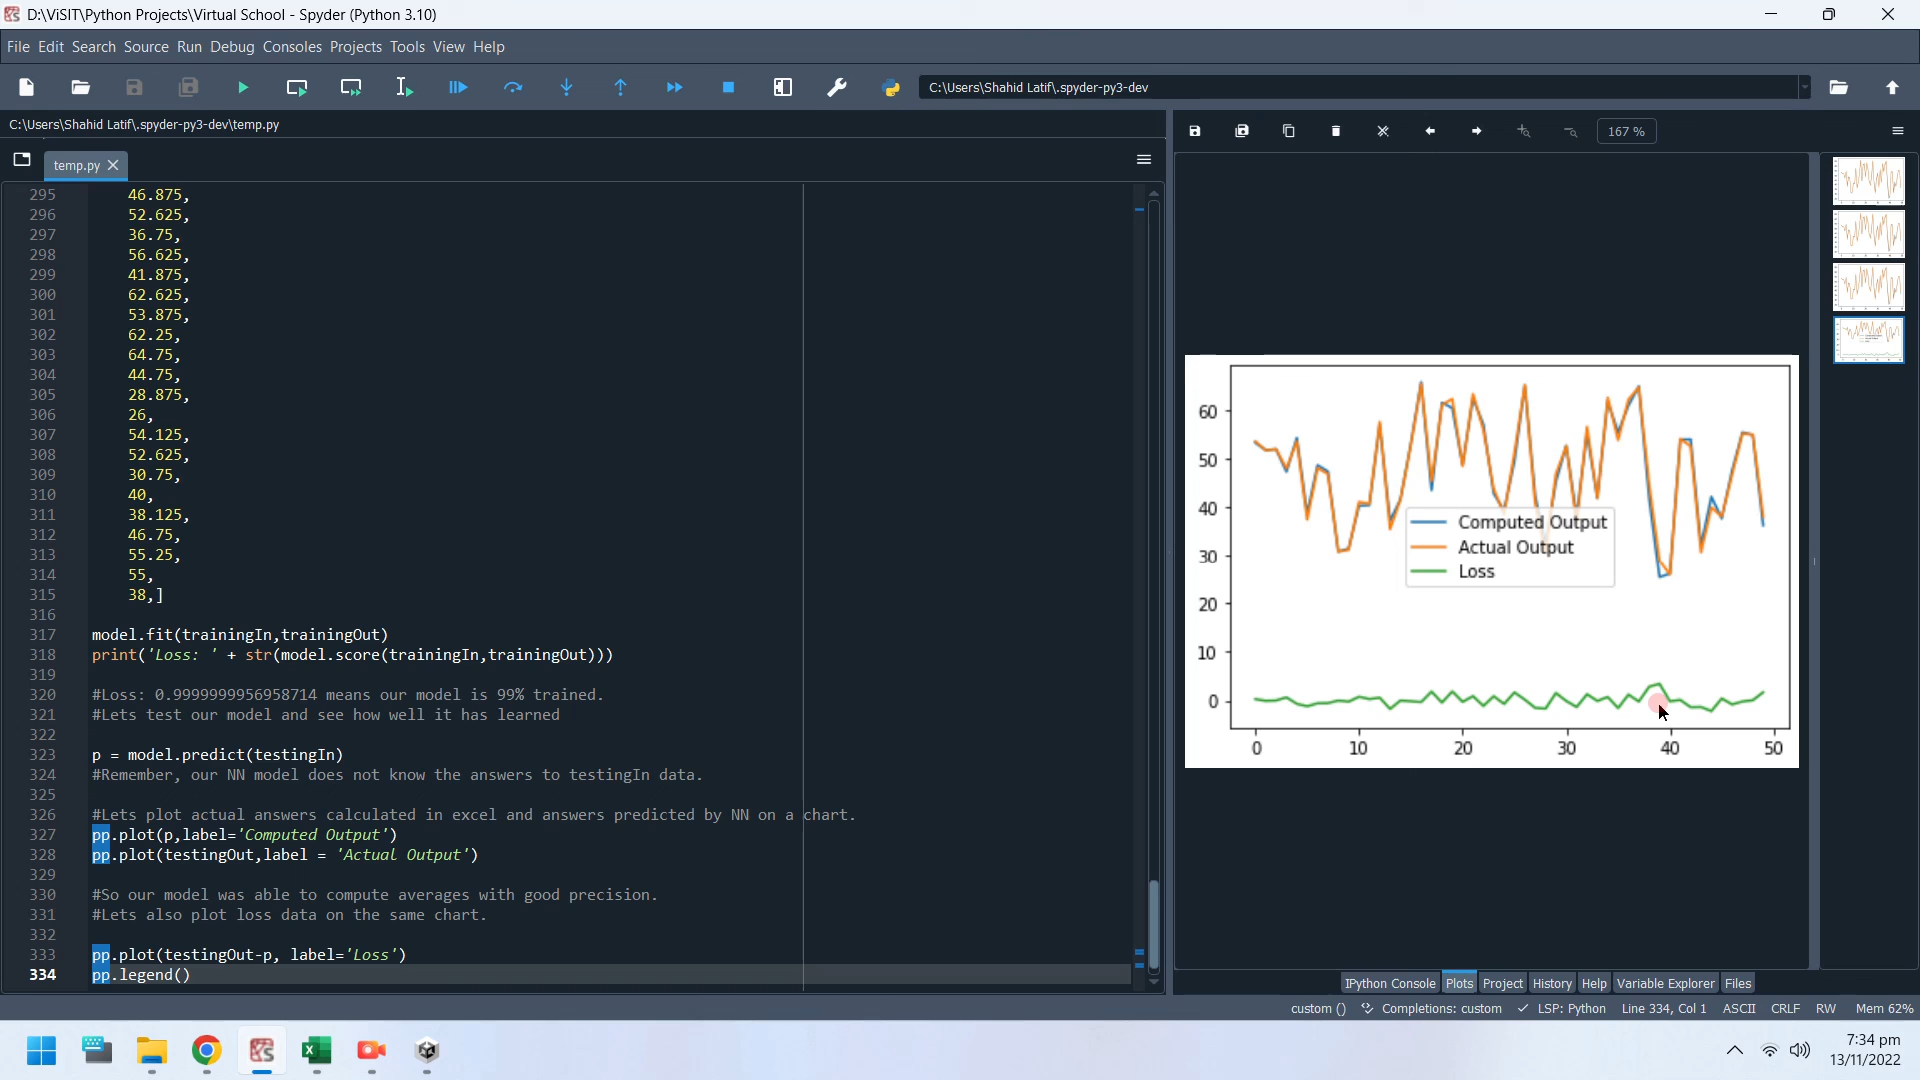 D:\ViSIT\Python Projects\Virtual School - Spyder (Python 3.10)
File Edit Search Source Run Debug Consoles Projects Tools View Help
C:\Users\Shahid Latif\.spyder-py3-dev
C:\Users\Shahid Latif\.spyder-py3-dev\temp.py
temp.py
167 %
295 46.875,
296 52.625,
297 36.75,
298 56.625,
299 41.875,
300 62.625,
301 53.875,
302 62.25,
303 64.75,
304 44.75,
305 28.875,
306 26,
307 54.125,
308 52.625,
309 30.75,
310 40,
311 38.125,
312 46.75,
313 55.25,
314 55,
315 38,]
316
317 model.fit(trainingIn,trainingOut)
318 print('Loss: ' + str(model.score(trainingIn,trainingOut)))
319
320 #Loss: 0.9999999956958714 means our model is 99% trained.
321 #Lets test our model and see how well it has learned
322
323 p = model.predict(testingIn)
324 #Remember, our NN model does not know the answers to testingIn data.
325
326 #Lets plot actual answers calculated in excel and answers predicted by NN on a chart.
327 pp.plot(p,label='Computed Output')
328 pp.plot(testingOut,label = 'Actual Output')
329
330 #So our model was able to compute averages with good precision.
331 #Lets also plot loss data on the same chart.
332
333 pp.plot(testingOut-p, label='Loss')
334 pp.legend()
60
50
40
30
20
10
0
Computed Output
Actual Output
Loss
0 10 20 30 40 50
IPython Console Plots Project History Help Variable Explorer Files
custom () Completions: custom LSP: Python Line 334, Col 1 ASCII CRLF RW Mem 62%
7:34 pm
13/11/2022